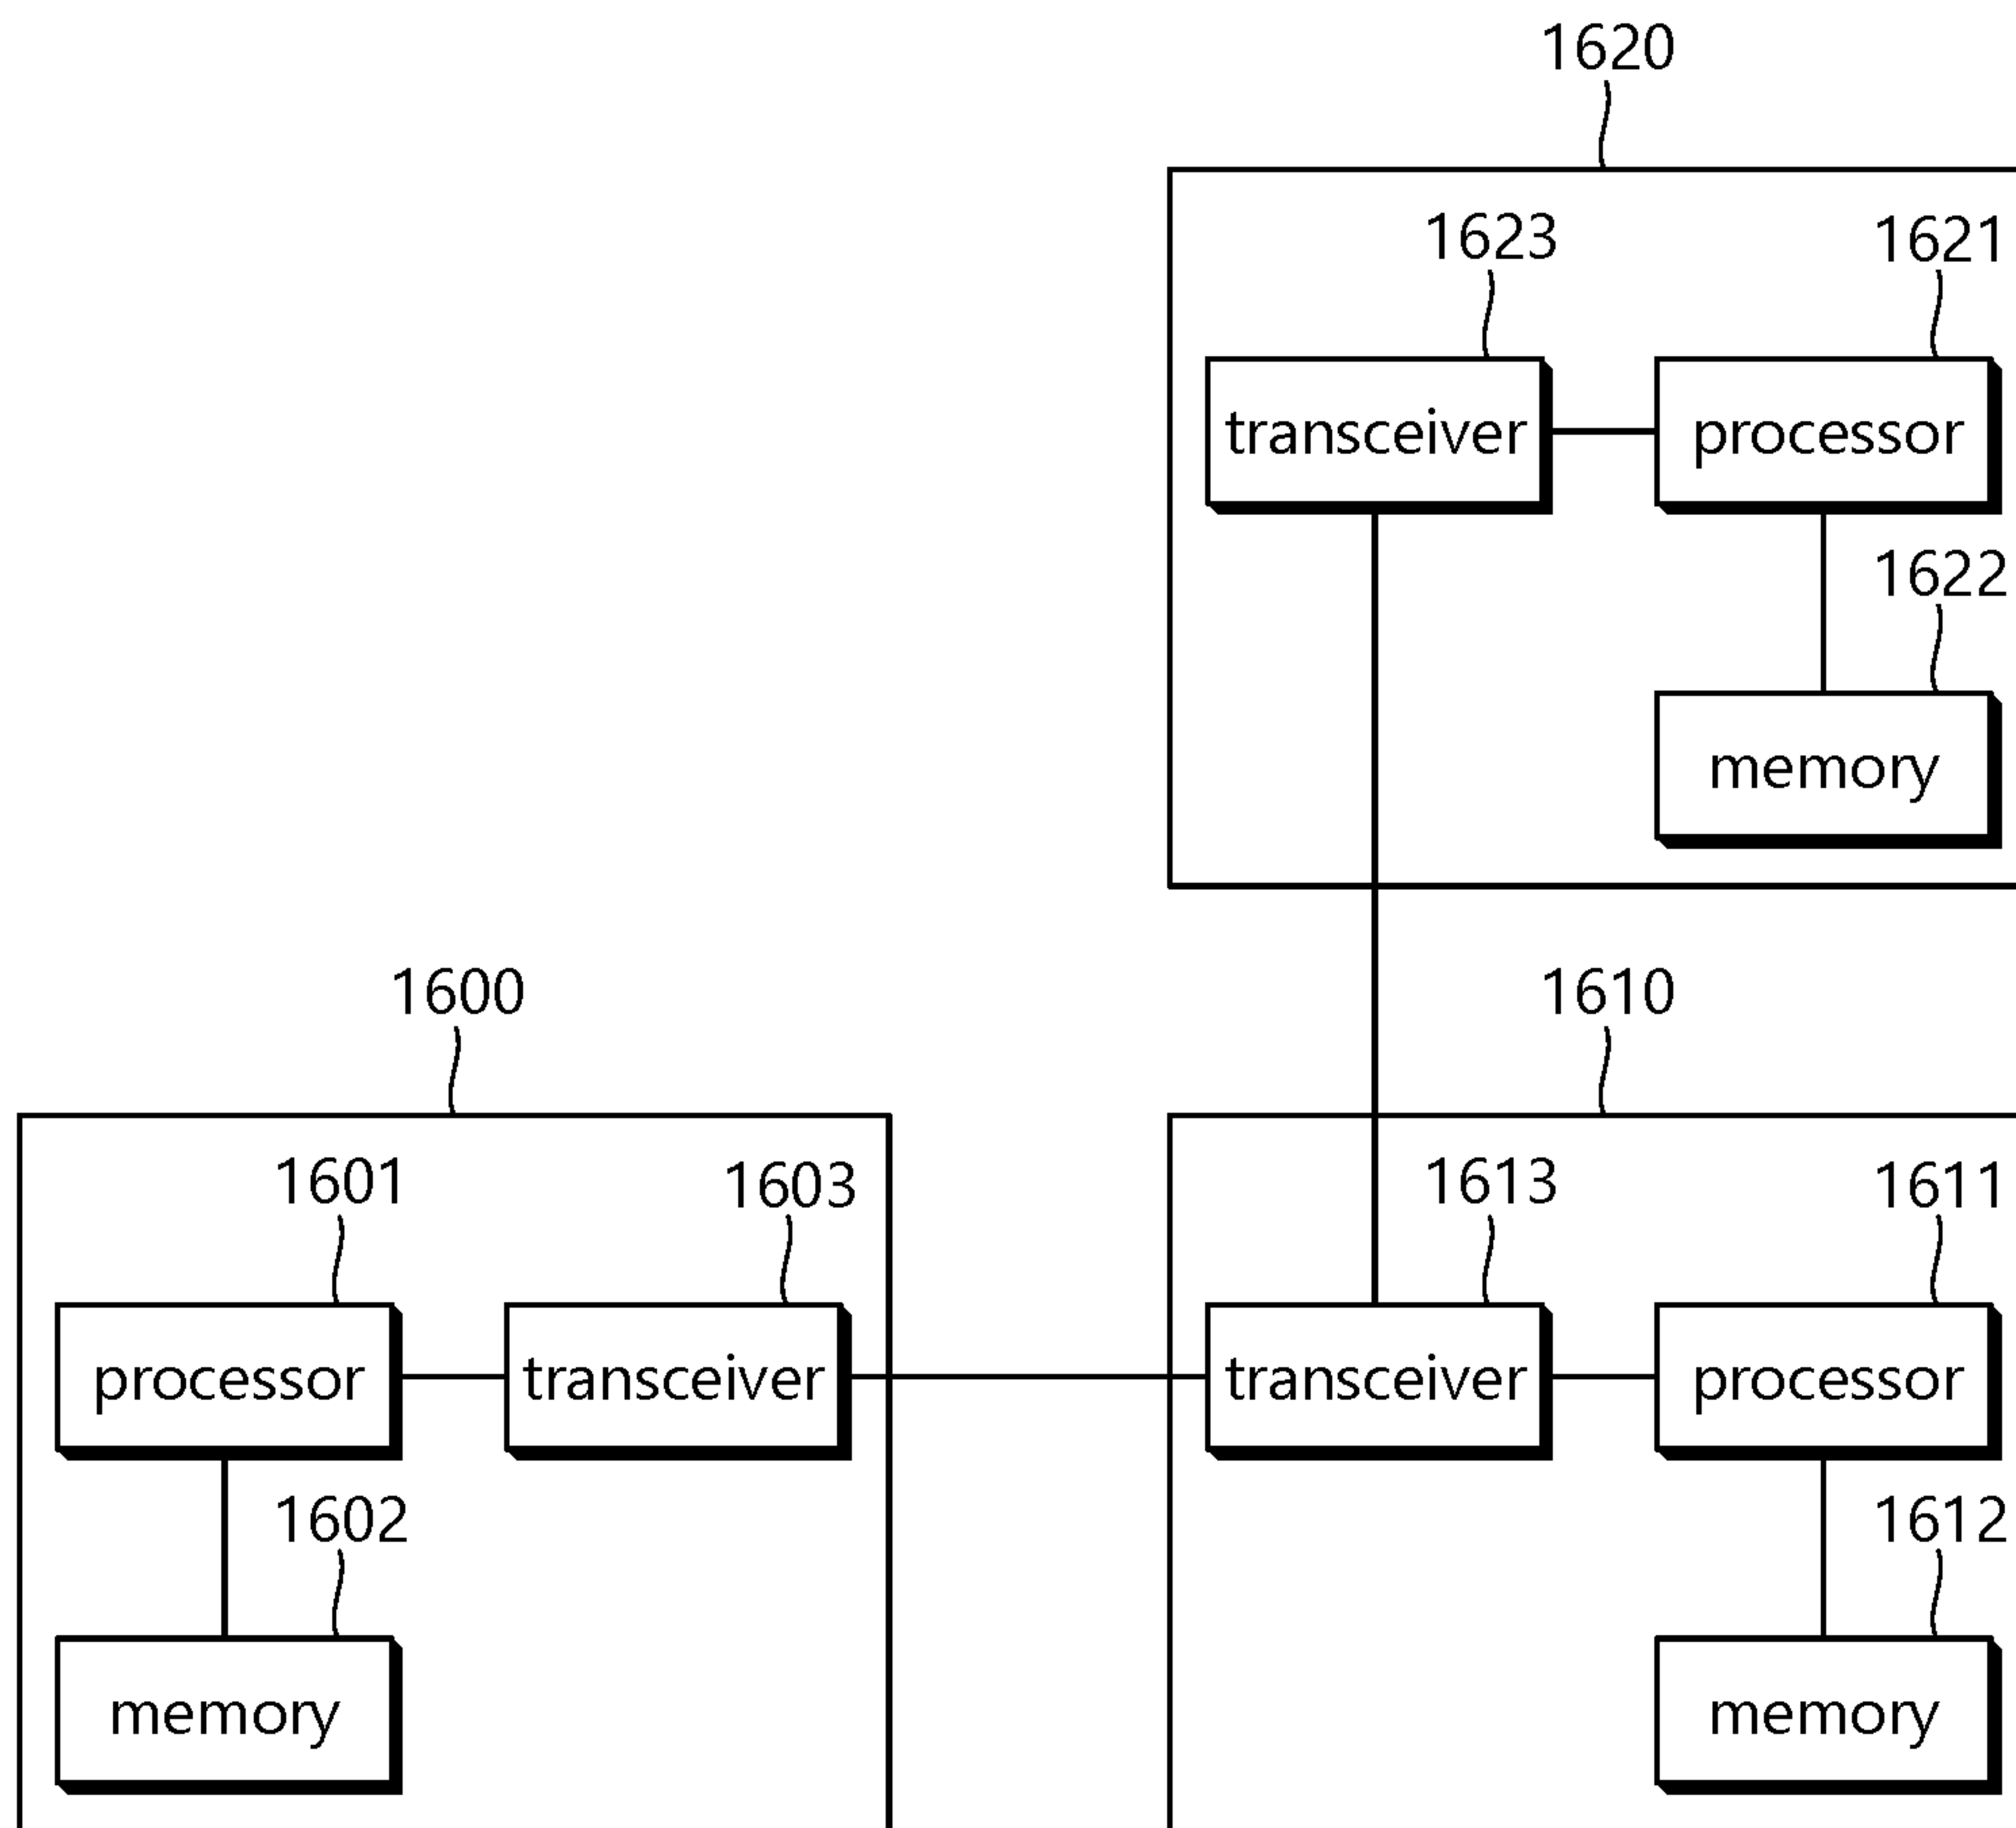 1620
1623
1621
transceiver
processor
1622
memory
1600
1610
1601
1603
1613
1611
processor
transceiver
transceiver
processor
1602
1612
memory
memory